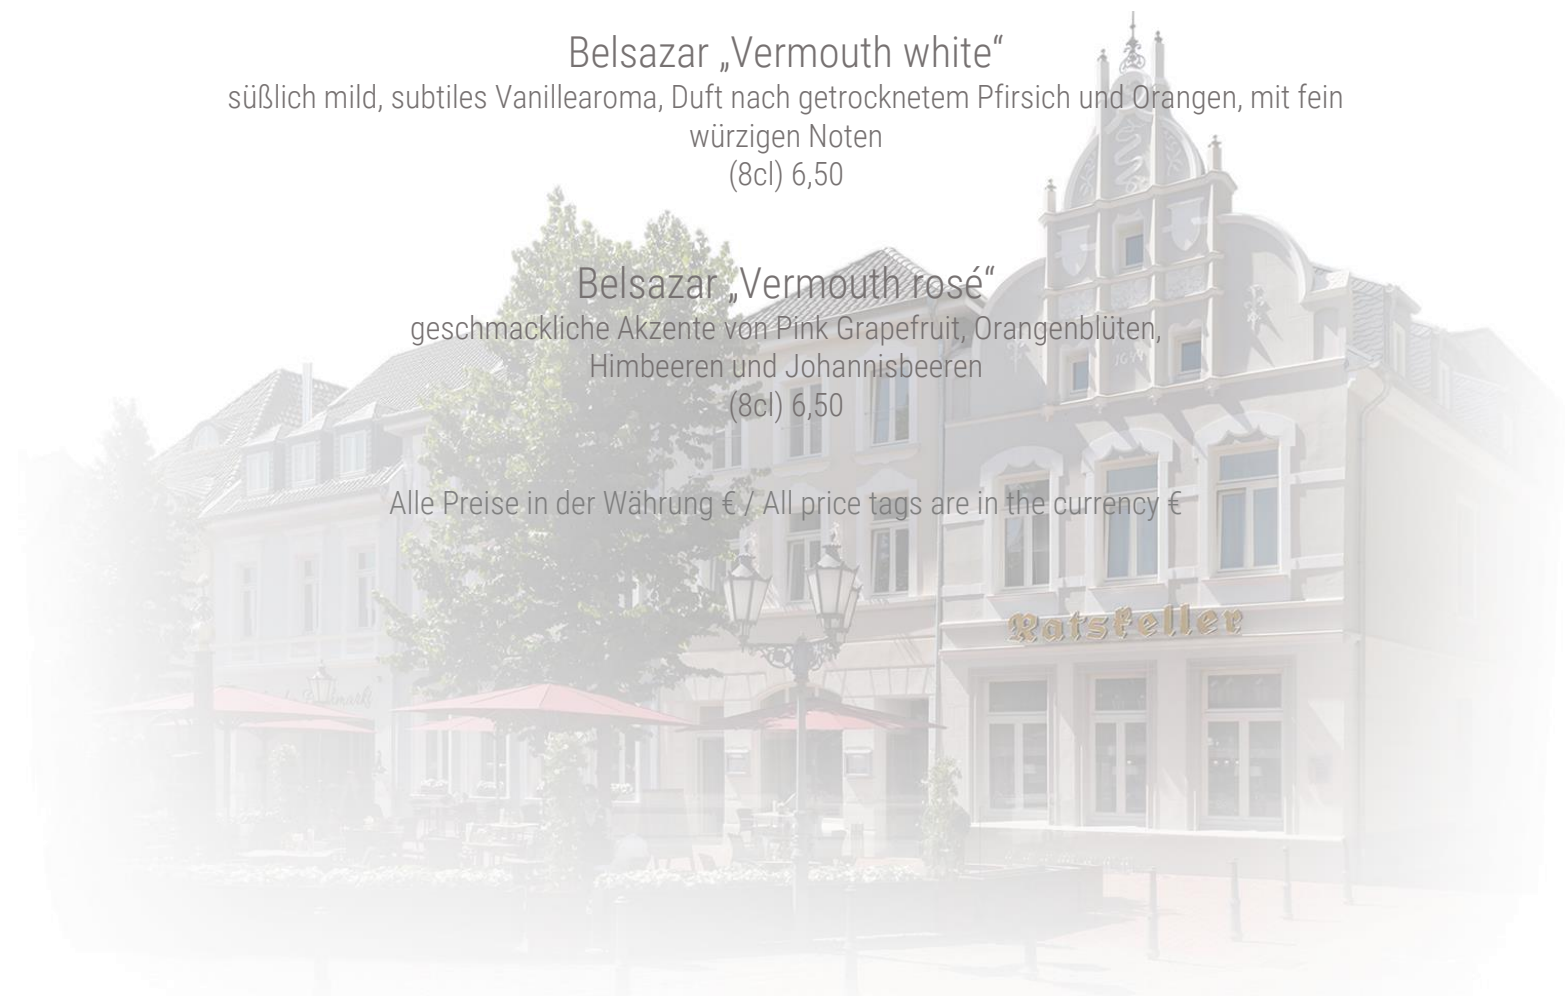 Belsazar „Vermouth white“
süßlich mild, subtiles Vanillearoma, Duft nach getrocknetem Pfirsich und Orangen, mit fein
würzigen Noten
(8cl) 6,50
Belsazar „Vermouth rosé“
geschmackliche Akzente von Pink Grapefruit, Orangenblüten,
Himbeeren und Johannisbeeren
(8cl) 6,50
Alle Preise in der Währung € / All price tags are in the currency €
Ratskeller